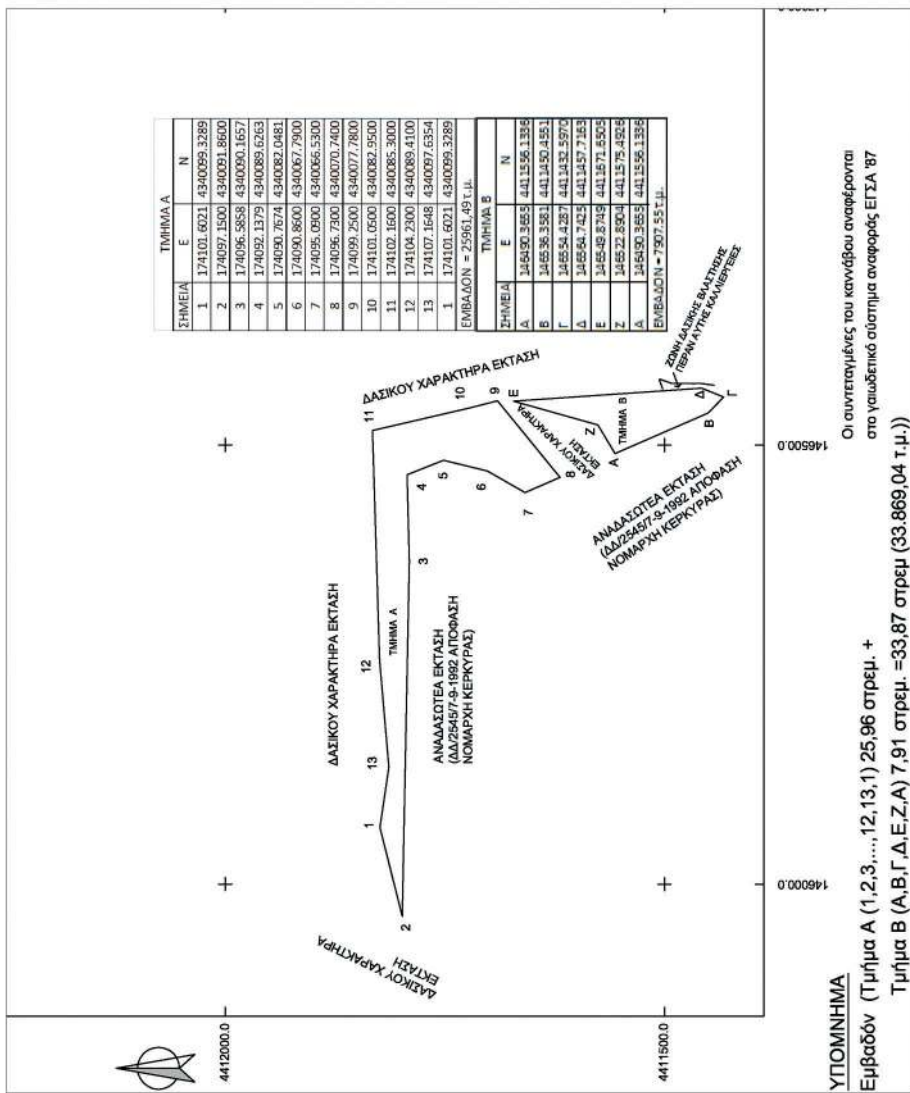 ΤΜΗΜΑ Α
ΣΗΜΕΙΑ Ε Ν
1 174101.6021 4340099.3289
2 174097.1500 4340091.8600
3 174096.5858 4340090.1657
4 174092.1379 4340089.6263
5 174090.7674 4340082.0481
6 174090.8600 4340067.7900
7 174095.0900 4340066.5300
8 174096.7300 4340070.7400
9 174099.2500 4340077.7800
10 174101.0500 4340082.9500
11 174102.1600 4340085.3000
12 174104.2300 4340089.4100
13 174107.1648 4340097.6354
1 174101.6021 4340099.3289
ΕΜΒΑΔΟΝ = 25961,49 τ.μ.
ΤΜΗΜΑ Β
ΣΗΜΕΙΑ Ε Ν
Α 146490.3655 4411556.1336
Β 146536.3581 4411450.4551
Γ 146554.4287 4411432.5970
Δ 146564.7425 4411457.7163
Ε 146549.8749 4411671.6505
Ζ 146522.8904 4411575.4926
Α 146490.3655 4411556.1336
ΕΜΒΑΔΟΝ = 7907.55 τ.μ.
4412000.0
4411500.0
146000.0
146500.0
ΔΑΣΙΚΟΥ ΧΑΡΑΚΤΗΡΑ
ΕΚΤΑΣΗ
ΔΑΣΙΚΟΥ ΧΑΡΑΚΤΗΡΑ ΕΚΤΑΣΗ
ΔΑΣΙΚΟΥ ΧΑΡΑΚΤΗΡΑ ΕΚΤΑΣΗ
1
13
12
11
10
9
2
3
4
5
6
7
8
ΤΜΗΜΑ Α
ΑΝΑΔΑΣΩΤΕΑ ΕΚΤΑΣΗ
(ΔΔ/2545/7-9-1992 ΑΠΟΦΑΣΗ
ΝΟΜΑΡΧΗ ΚΕΡΚΥΡΑΣ)
ΔΑΣΙΚΟΥ ΧΑΡΑΚΤΗΡΑ
ΕΚΤΑΣΗ
Ε
Ζ
Α
ΤΜΗΜΑ Β
Β
Δ
Γ
ΑΝΑΔΑΣΩΤΕΑ ΕΚΤΑΣΗ
(ΔΔ/2545/7-9-1992 ΑΠΟΦΑΣΗ
ΝΟΜΑΡΧΗ ΚΕΡΚΥΡΑΣ)
ΖΩΝΗ ΔΑΣΙΚΗΣ ΒΛΑΣΤΗΣΗΣ
ΠΕΡΑΝ ΑΥΤΗΣ ΚΑΛΛΙΕΡΓΕΙΕΣ
Οι συντεταγμένες του καννάβου αναφέρονται
στο γαιωδετικό σύστημα αναφοράς ΕΓΣΑ '87
ΥΠΟΜΝΗΜΑ
Εμβαδόν (Τμήμα Α (1,2,3,...,12,13,1) 25,96 στρεμ. +
Τμήμα Β (Α,Β,Γ,Δ,Ε,Ζ,Α) 7,91 στρεμ. =33,87 στρεμ (33.869,04 τ.μ.))